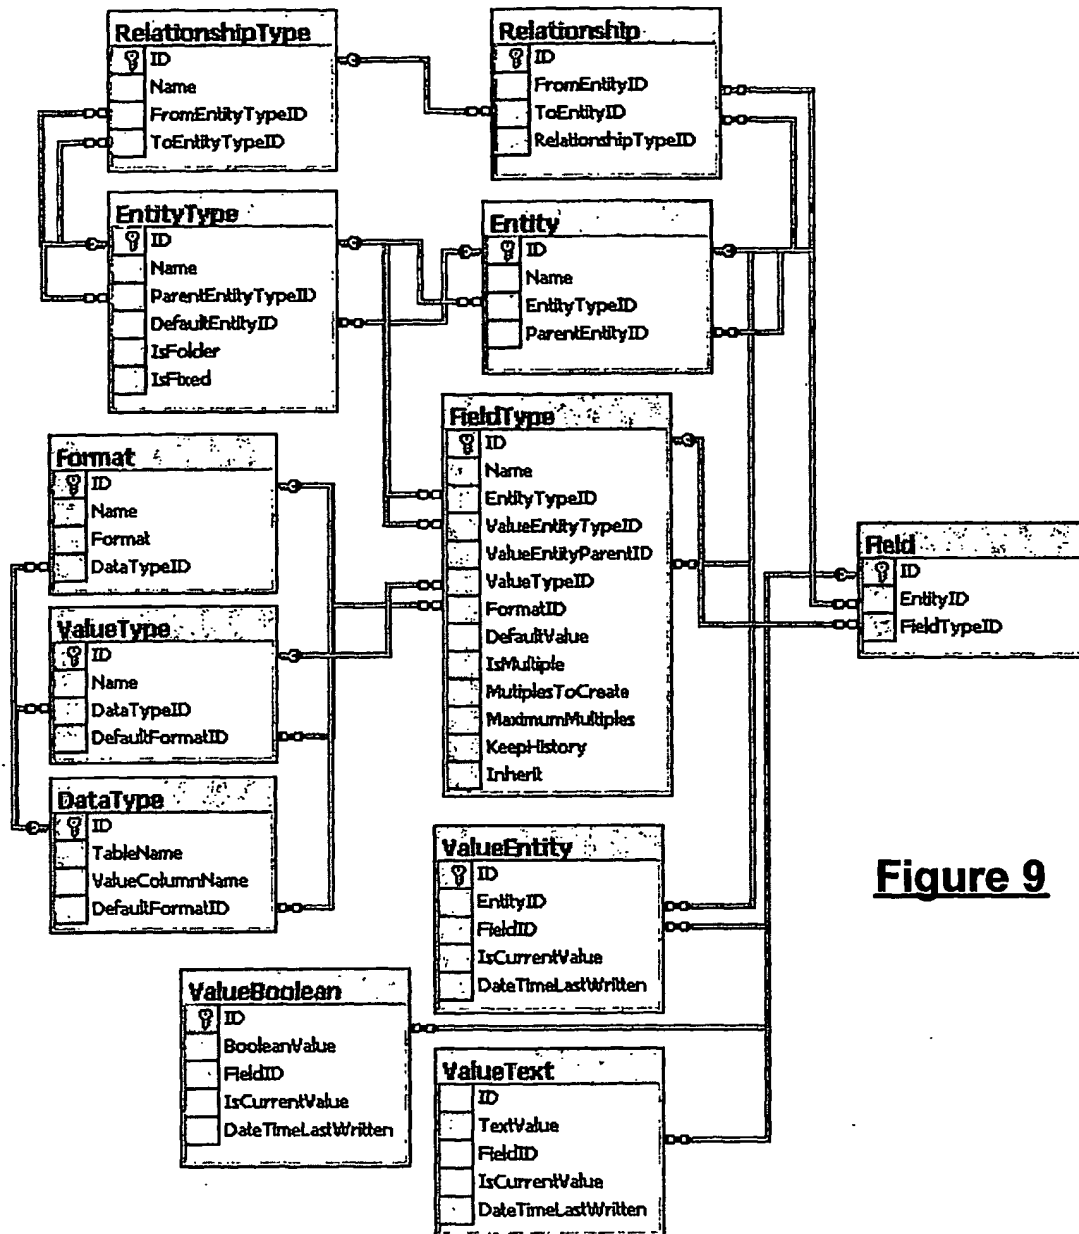 RelationshipType
ID
Name
FromEntityTypeID
ToEntityTypeID
Relationship
ID
FromEntityID
ToEntityID
RelationshipTypeID
EntityType
ID
Name
ParentEntityTypeID
DefaultEntityID
IsFolder
IsFixed
Entity
ID
Name
EntityTypeID
ParentEntityID
FieldType
ID
Name
EntityTypeID
ValueEntityTypeID
ValueEntityParentID
ValueTypeID
FormatID
DefaultValue
IsMultiple
MutiplesToCreate
MaximumMultiples
KeepHistory
Inherit
Format
ID
Name
Format
DataTypeID
Field
ID
EntityID
FieldTypeID
ValueType
ID
Name
DataTypeID
DefaultFormatID
DataType
ID
TableName
ValueColumnName
DefaultFormatID
ValueEntity
ID
EntityID
FieldID
IsCurrentValue
DateTimeLastWritten
Figure 9
ValueBoolean
ID
BooleanValue
FieldID
IsCurrentValue
DateTimeLastWritten
ValueText
ID
TextValue
FieldID
IsCurrentValue
DateTimeLastWritten